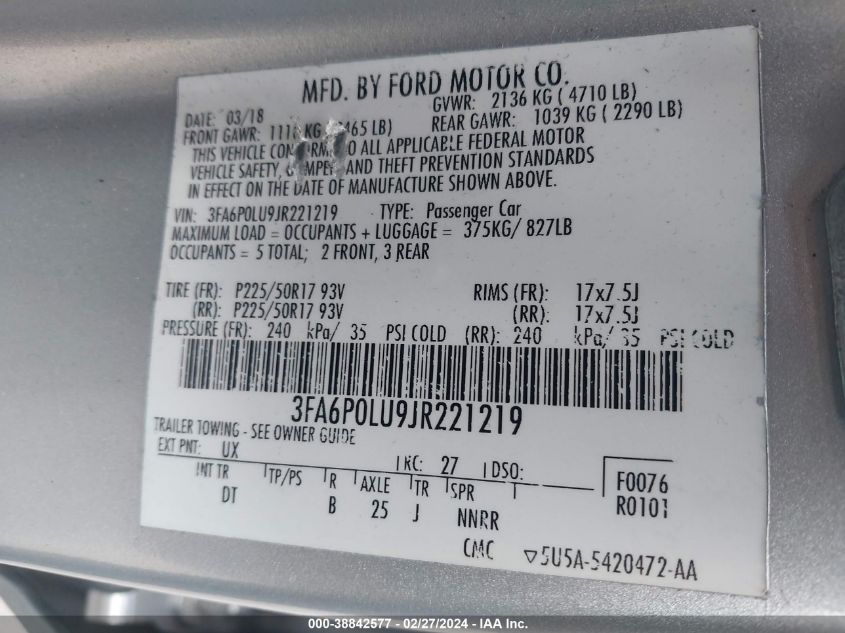 MFD. BY FORD MOTOR CO.
DATE: 03/18 GVWR: 2136 KG ( 4710 LB)
FRONT GAWR: KG 465 LB) REAR GAWR: 1039 KG ( 2290 LB)
THIS VEHICLE TO ALL APPLICABLE FEDERAL MOTOR
VEHICLE SAFETY, AND THEFT PREVENTION STANDARDS
IN EFFECT ON THE DATE OF MANUFACTURE SHOWN ABOVE.
VIN: 3FA6P0LU9JR221219 TYPE: Passenger Car
MAXIMUM LOAD = OCCUPANTS + LUGGAGE = 375KG/ 827LB
OCCUPANTS = 5 TOTAL; 2 FRONT, 3 REAR
TIRE (FR): P225/50R17 93V RIMS (FR): 17x7.5J
(RR): P225/50R17 93V (RR): 17x7.5J
PRESSURE (FR): 240 kPa/ 35 PSI COLD (RR): 240 kPa/ 35 PSI COLD
3FA6P0LU9JR221219
TRAILER TOWING - SEE OWNER GUIDE
EXT PNT: UX RC: 27 DSO:
INT TR TP/PS R AXLE TR SPR
DT B 25 J NNRR
F0076
R0101
CMC ▽5U5A-5420472-AA
000-38842577 - 02/27/2024 - IAA Inc.